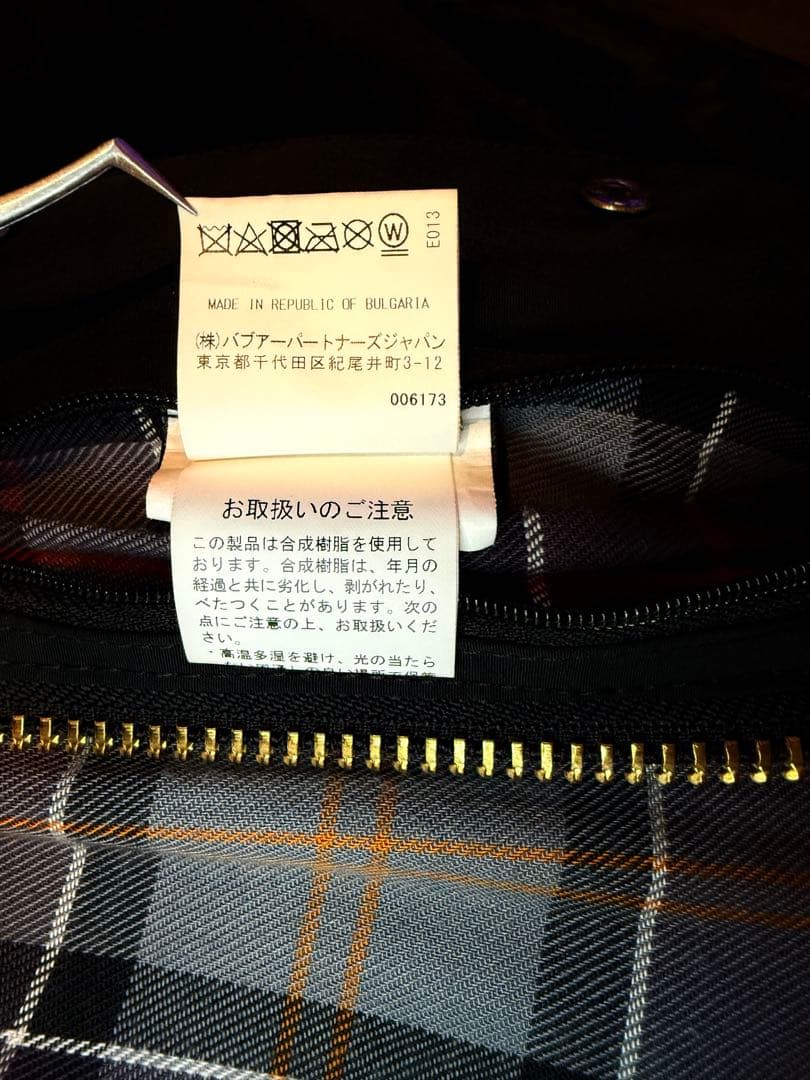 W
E013
MADE IN REPUBLIC OF BULGARIA
(株)バブアーパートナーズジャパン
東京都千代田区紀尾井町3-12
006173
お取扱いのご注意
この製品は合成樹脂を使用して
おります。合成樹脂は、年月の
経過と共に劣化し、剥がれたり、
べたつくことがあります。次の
点にご注意の上、お取扱いくだ
さい。
・高温多湿を避け、光の当たら